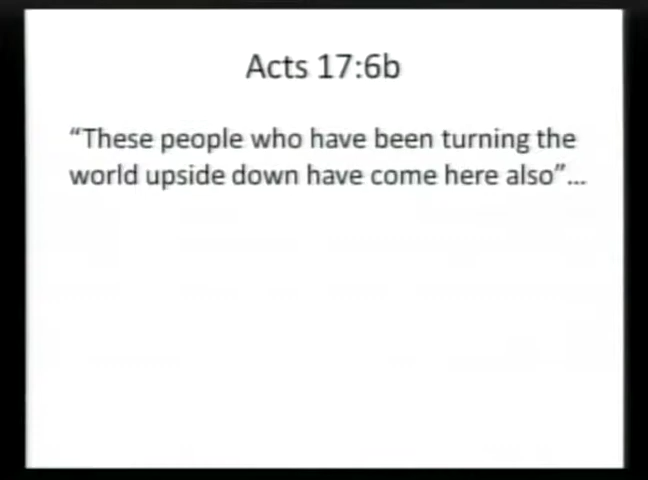 Acts 17:6b
“These people who have been turning the
world upside down have come here also”…